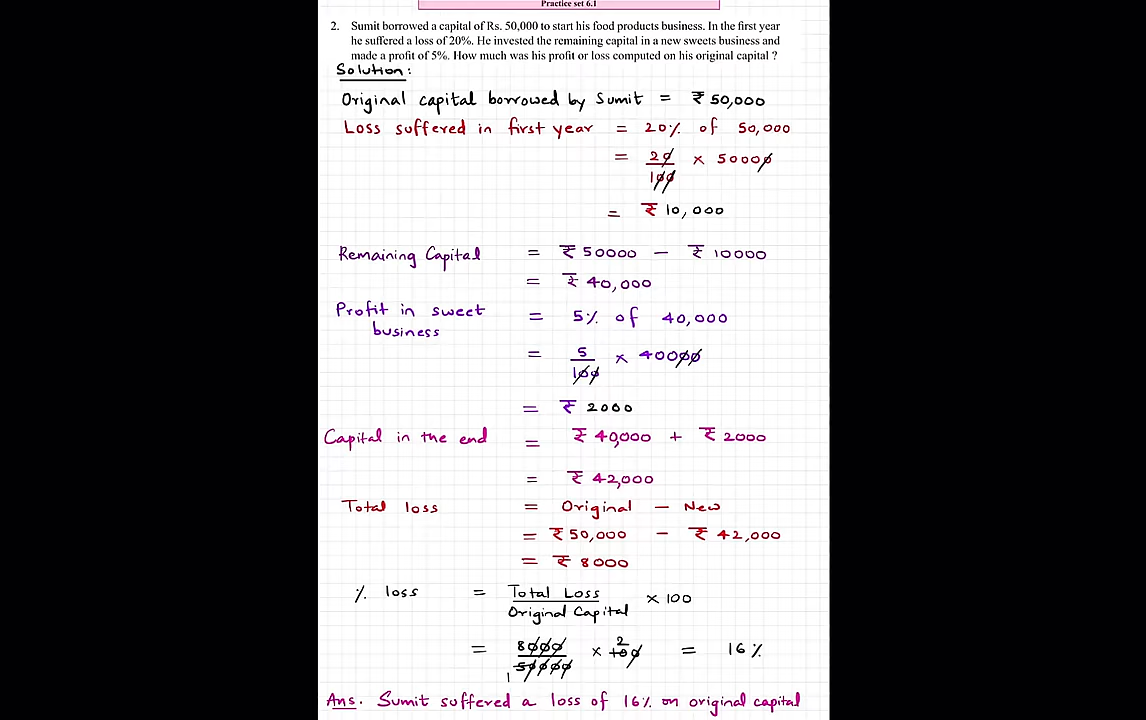 Practice set 6.1
2. Sumit borrowed a capital of Rs. 50,000 to start his food products business. In the first year
he suffered a loss of 20%. He invested the remaining capital in a new sweets business and
made a profit of 5%. How much was his profit or loss computed on his original capital ?
Solution:
Original capital borrowed by Sumit = ₹ 50,000
Loss suffered in first year = 20% of 50,000
= 20/100 × 50000
= ₹ 10,000
Remaining Capital = ₹ 50000 - ₹ 10000
= ₹ 40,000
Profit in sweet business = 5% of 40,000
= 5/100 × 40000
= ₹ 2000
Capital in the end = ₹ 40,000 + ₹ 2000
= ₹ 42,000
Total loss = Original - New
= ₹ 50,000 - ₹ 42,000
= ₹ 8000
% loss = Total Loss/Original Capital × 100
= 8000/50000 × 100 = 16%
1 2
Ans. Sumit suffered a loss of 16% on original capital